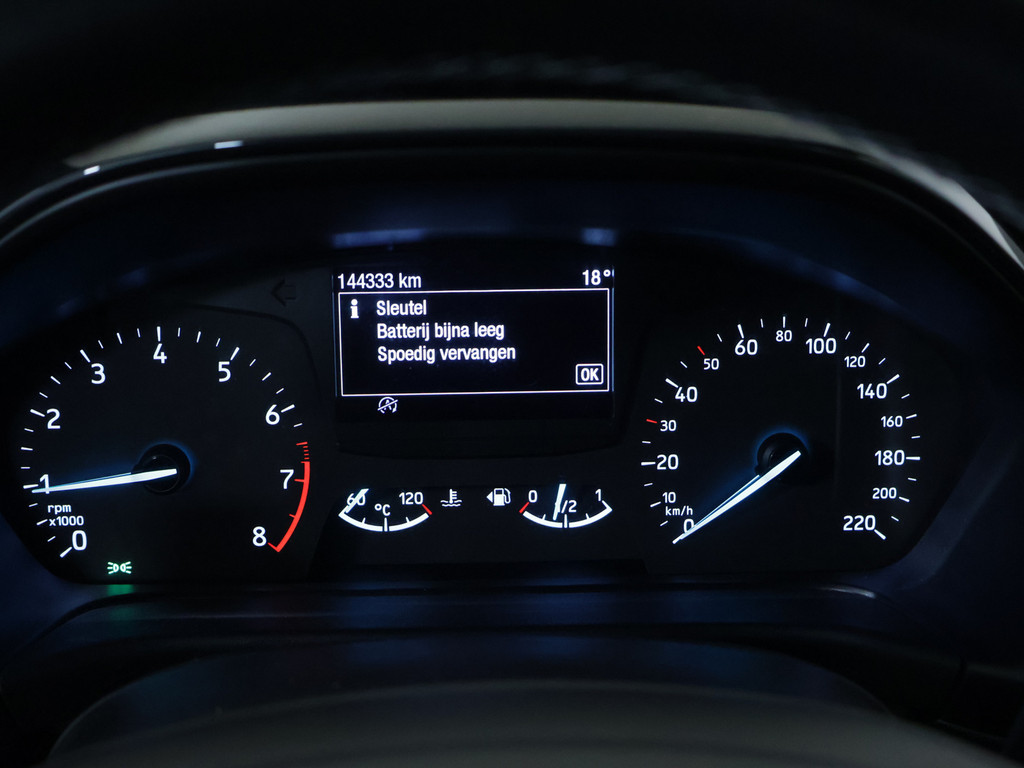 144333 km 18°
i Sleutel
Batterij bijna leeg
Spoedig vervangen
OK
0 1 2 3 4 5 6 7 8
rpm
x1000
60 °C 120
0 1/2 1
0 10 20 30 40 50 60 80 100 120 140 160 180 200 220
km/h